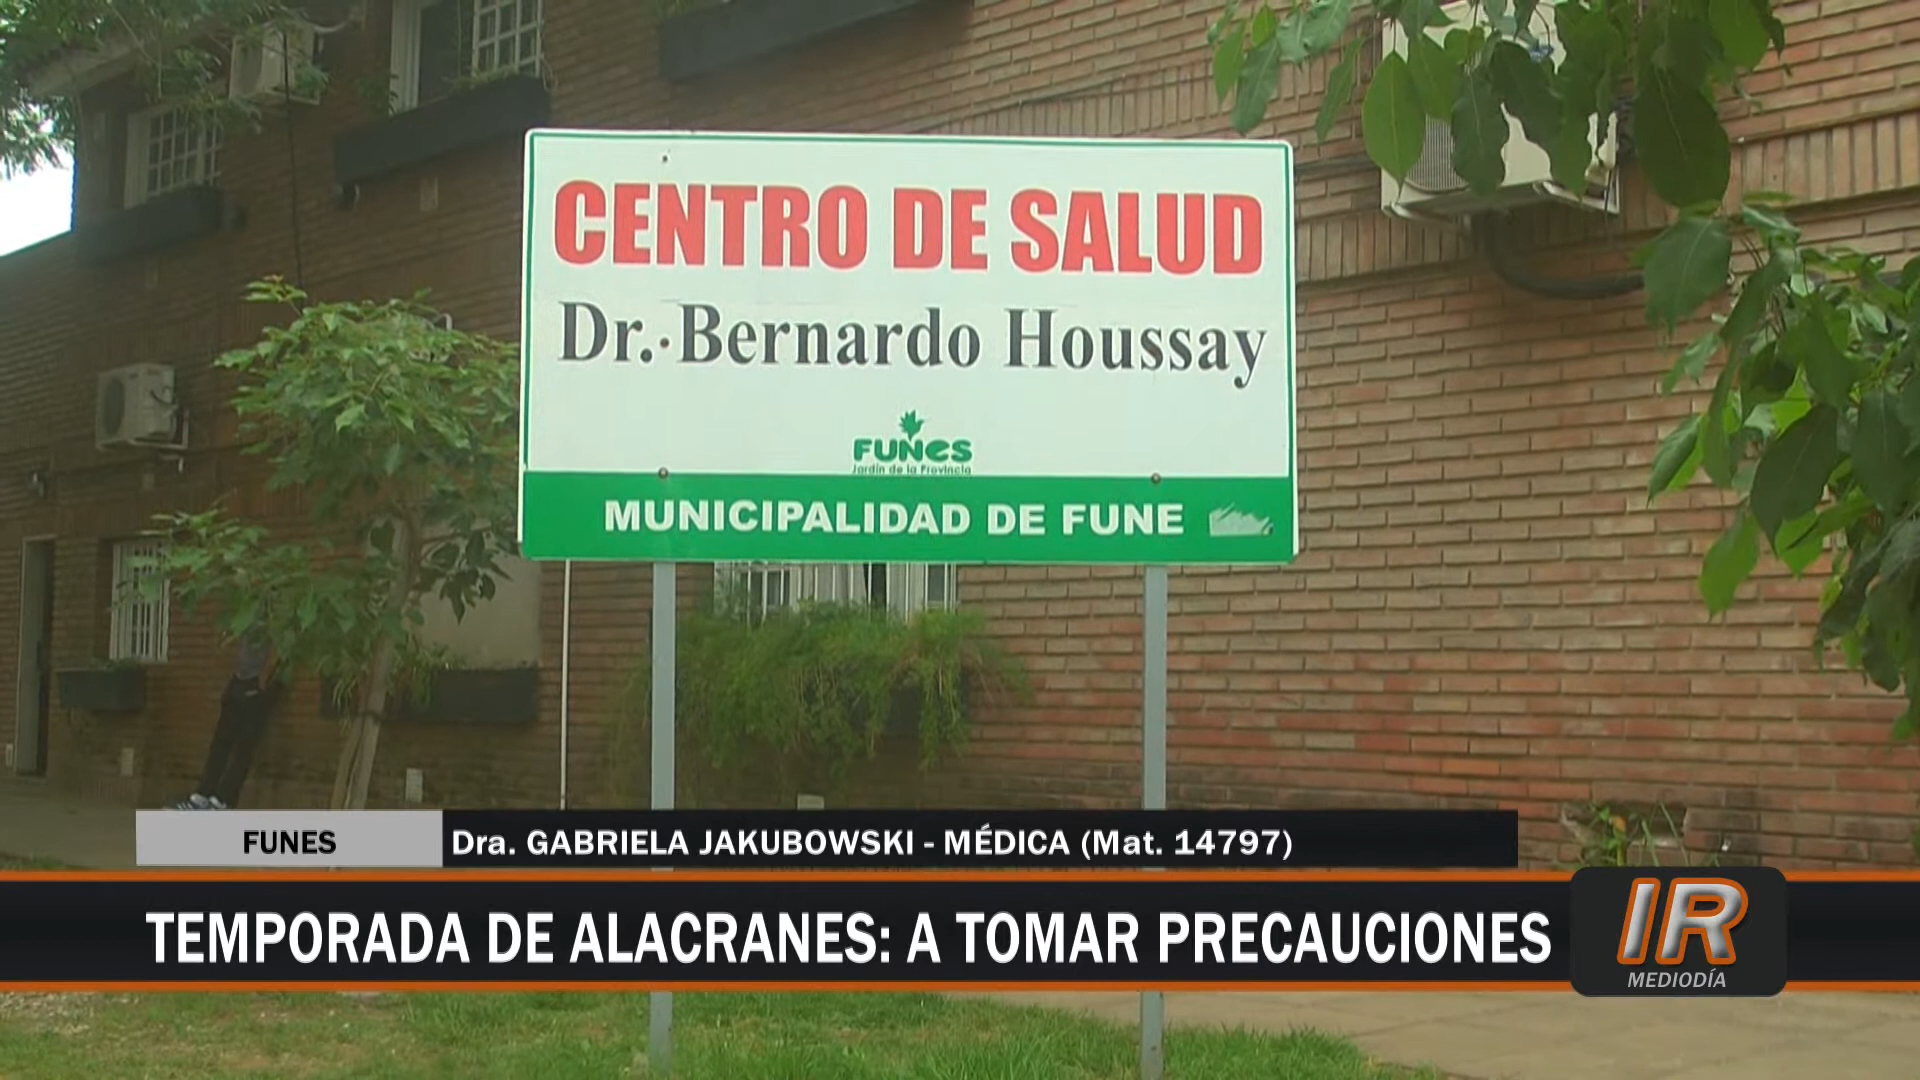 CENTRO DE SALUD
Dr. Bernardo Houssay
FUNES
Jardín de la Provincia
MUNICIPALIDAD DE FUNE
FUNES
Dra. GABRIELA JAKUBOWSKI - MÉDICA (Mat. 14797)
TEMPORADA DE ALACRANES: A TOMAR PRECAUCIONES
IR
MEDIODÍA